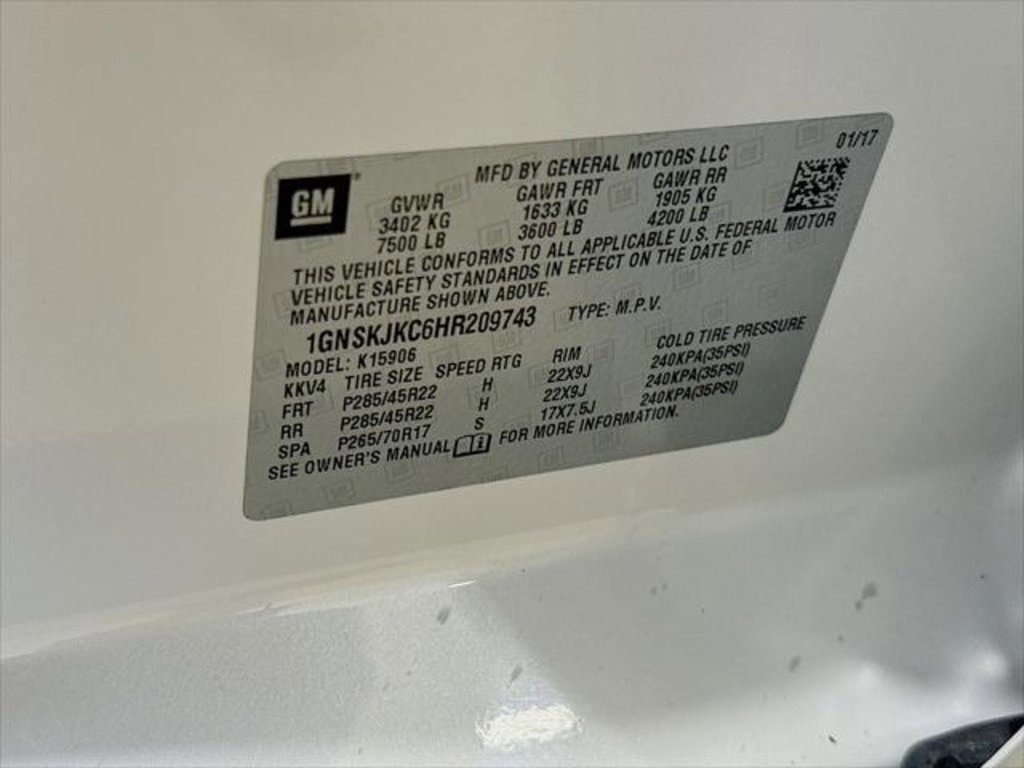 01/17
MFD BY GENERAL MOTORS LLC
GM
GVWR GAWR FRT GAWR RR
3402 KG 1633 KG 1905 KG
7500 LB 3600 LB 4200 LB
THIS VEHICLE CONFORMS TO ALL APPLICABLE U.S. FEDERAL MOTOR
VEHICLE SAFETY STANDARDS IN EFFECT ON THE DATE OF
MANUFACTURE SHOWN ABOVE.
1GNSKJKC6HR209743 TYPE: M.P.V.
MODEL: K15906
KKV4 TIRE SIZE SPEED RTG RIM COLD TIRE PRESSURE
FRT P285/45R22 H 22X9J 240KPA(35PSI)
RR P285/45R22 H 22X9J 240KPA(35PSI)
SPA P265/70R17 S 17X7.5J 240KPA(35PSI)
SEE OWNER'S MANUAL FOR MORE INFORMATION.